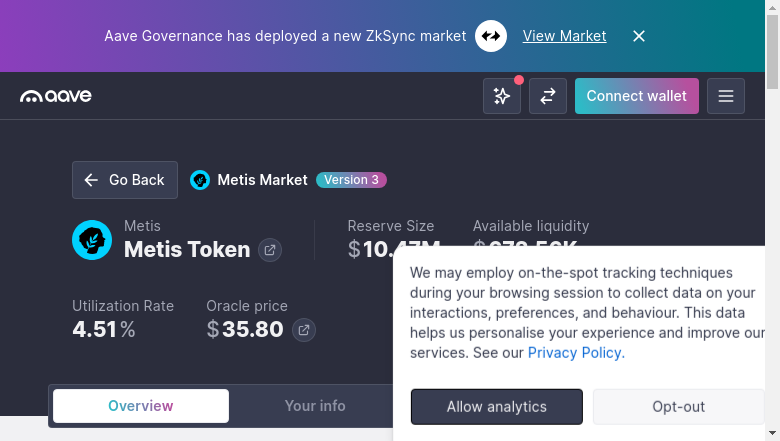 Aave Governance has deployed a new ZkSync market View Market
aave
Connect wallet
Go Back
Metis Market
Version 3
Metis
Metis Token
Reserve Size
$10.47M
Available liquidity
Utilization Rate
4.51%
Oracle price
$35.80
We may employ on-the-spot tracking techniques
during your browsing session to collect data on your
interactions, preferences, and behaviour. This data
helps us personalise your experience and improve our
services. See our Privacy Policy.
Allow analytics
Opt-out
Overview
Your info